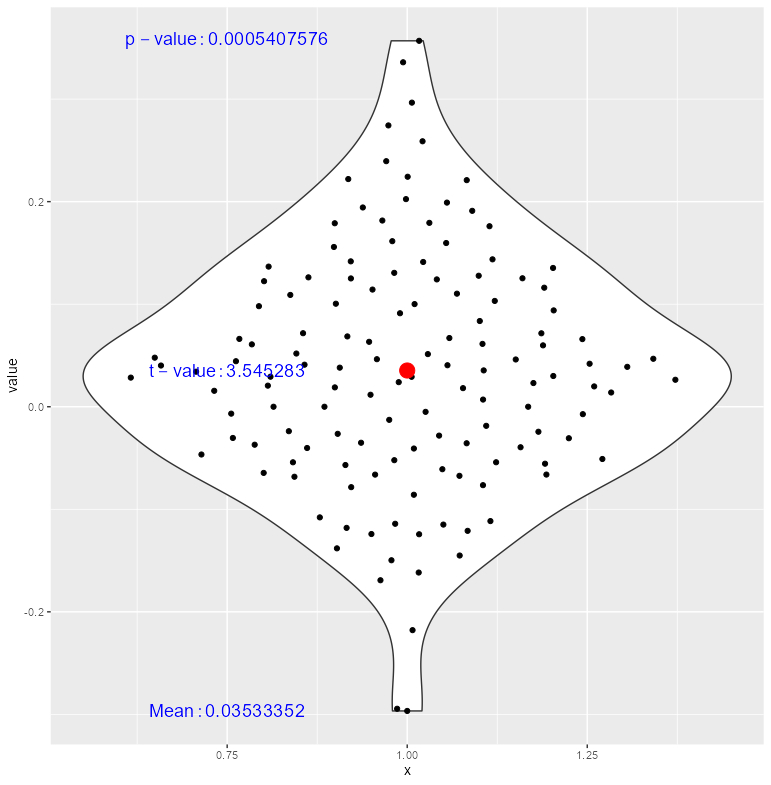 p − value : 0.0005407576
0.2
value
t − value : 3.545283
0.0
-0.2
Mean : 0.03533352
0.75
1.00
1.25
x